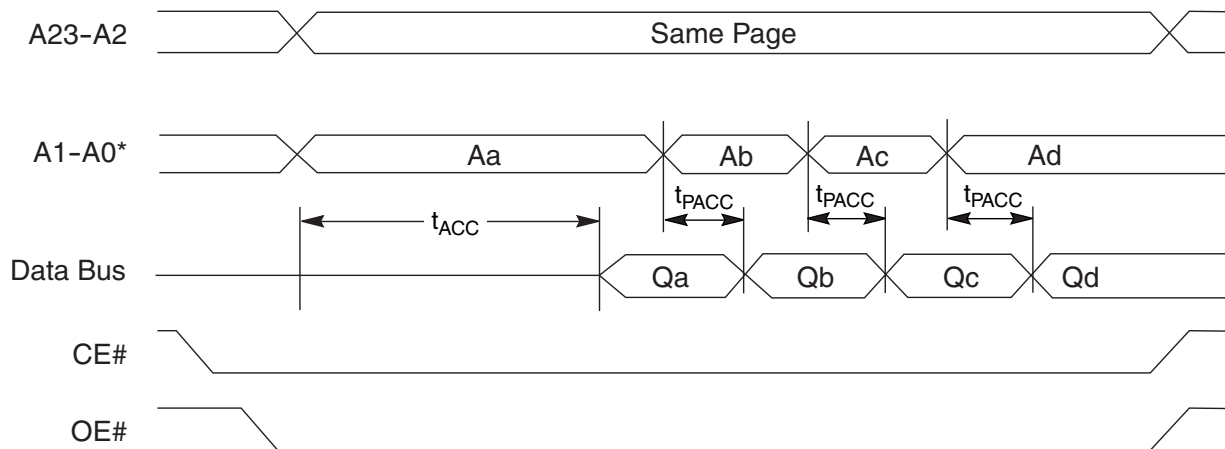 A23-A2 Same Page
A1-A0* Aa Ab Ac Ad
tPACC tPACC tPACC
tACC
Data Bus Qa Qb Qc Qd
CE#
OE#